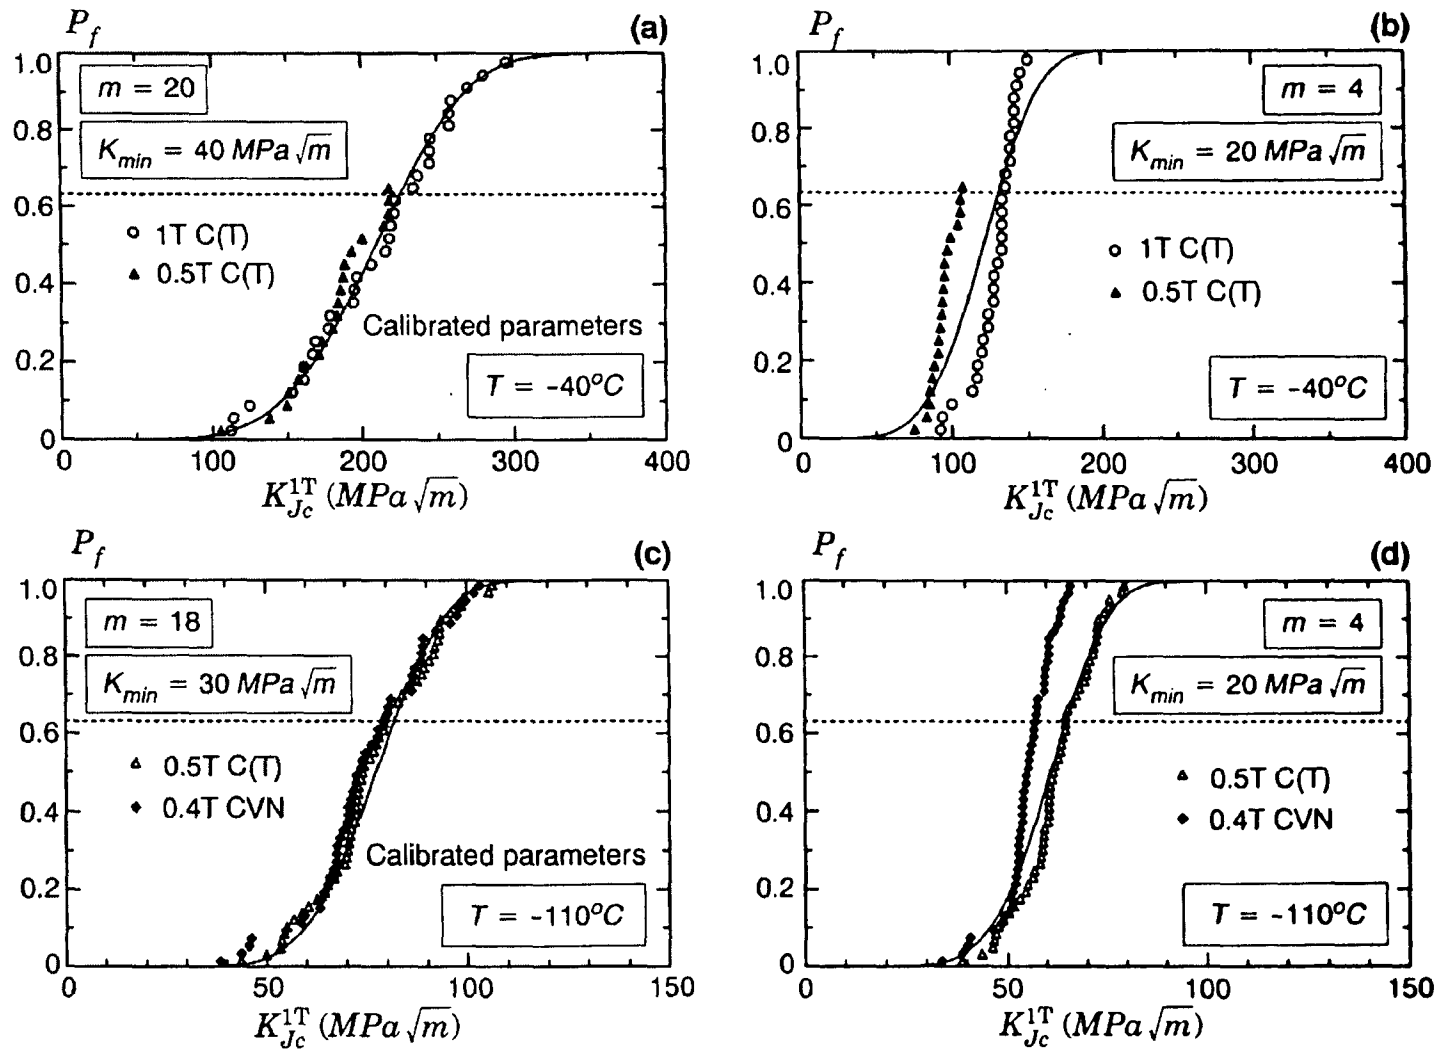 P_f (a)
1.0
m = 20
0.8
K_min = 40 MPa √m
0.6
1T C(T)
0.5T C(T)
0.4
Calibrated parameters
0.2
T = -40°C
0
0 100 200 300 400
K_Jc^1T (MPa √m)
P_f (b)
1.0
m = 4
0.8
K_min = 20 MPa √m
0.6
1T C(T)
0.5T C(T)
0.4
0.2
T = -40°C
0
0 100 200 300 400
K_Jc^1T (MPa √m)
P_f (c)
1.0
m = 18
0.8
K_min = 30 MPa √m
0.6
0.5T C(T)
0.4T CVN
0.4
Calibrated parameters
0.2
T = -110°C
0
0 50 100 150
K_Jc^1T (MPa √m)
P_f (d)
1.0
m = 4
0.8
K_min = 20 MPa √m
0.6
0.5T C(T)
0.4T CVN
0.4
0.2
T = -110°C
0
0 50 100 150
K_Jc^1T (MPa √m)